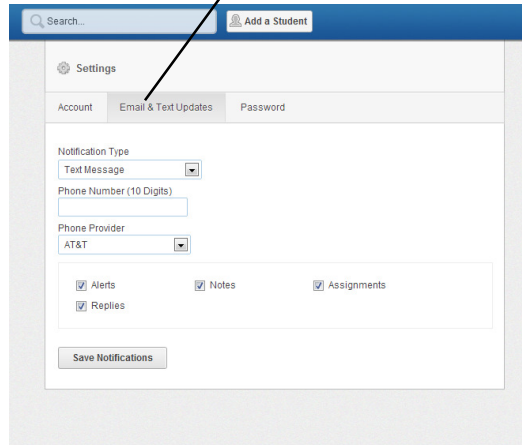 Search... Add a Student
Settings
Account Email & Text Updates Password
Notification Type
Text Message
Phone Number (10 Digits)
Phone Provider
AT&T
Alerts Notes Assignments
Replies
Save Notifications